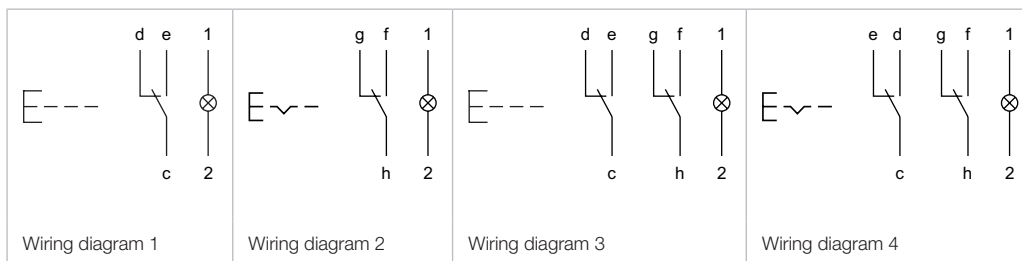 d e 1
c 2
Wiring diagram 1
g f 1
h 2
Wiring diagram 2
d e g f 1
c h 2
Wiring diagram 3
e d g f 1
c h 2
Wiring diagram 4